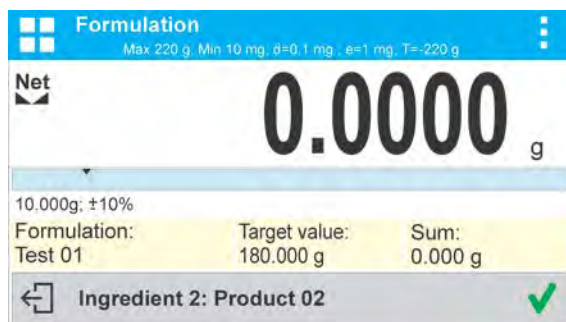 Formulation
Max 220 g, Min 10 mg, d=0.1 mg , e=1 mg, T=-220 g
Net
0.0000 g
10.000g; ±10%
Formulation: Target value: Sum:
Test 01 180.000 g 0.000 g
Ingredient 2: Product 02